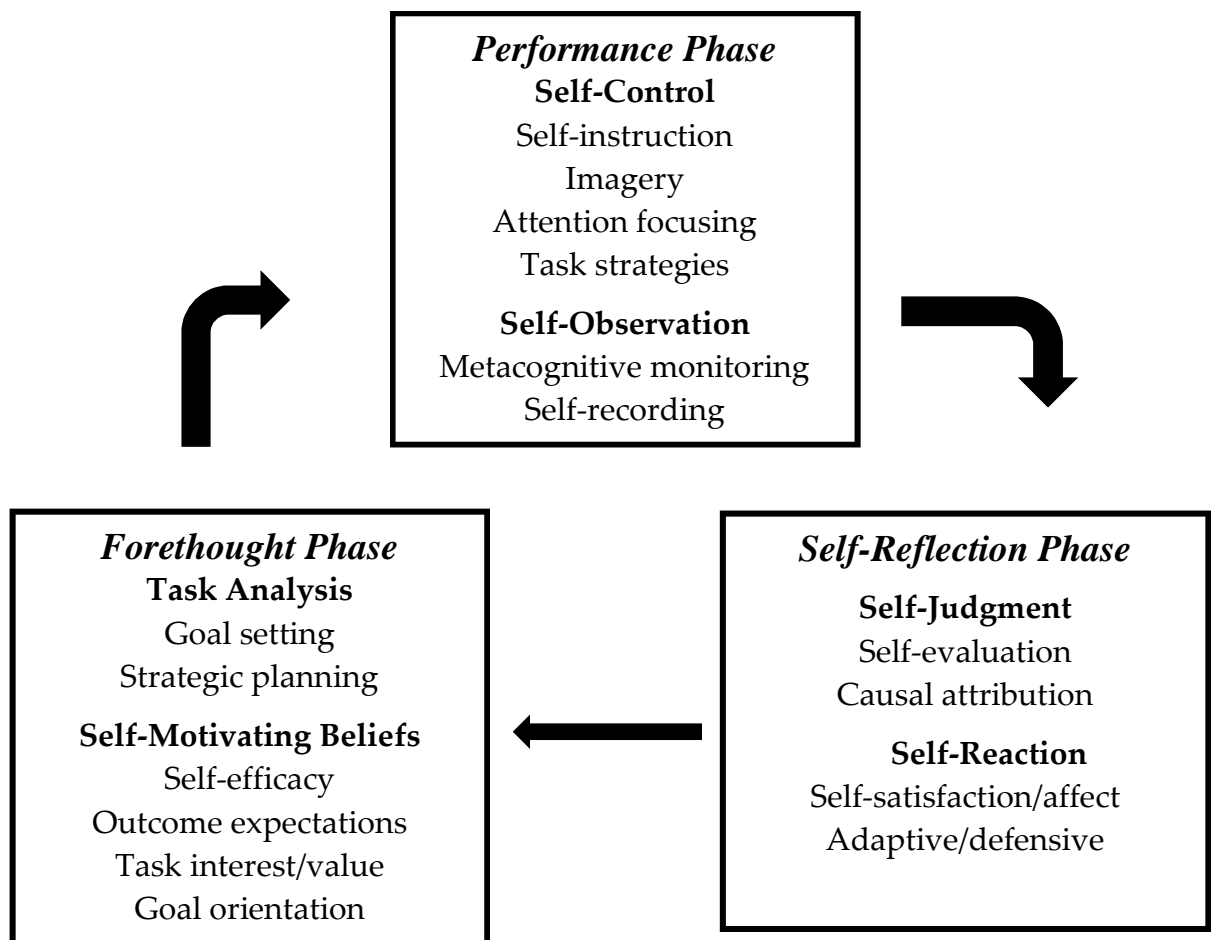 Performance Phase
Self-Control
Self-instruction
Imagery
Attention focusing
Task strategies
Self-Observation
Metacognitive monitoring
Self-recording
Forethought Phase
Task Analysis
Goal setting
Strategic planning
Self-Motivating Beliefs
Self-efficacy
Outcome expectations
Task interest/value
Goal orientation
Self-Reflection Phase
Self-Judgment
Self-evaluation
Causal attribution
Self-Reaction
Self-satisfaction/affect
Adaptive/defensive